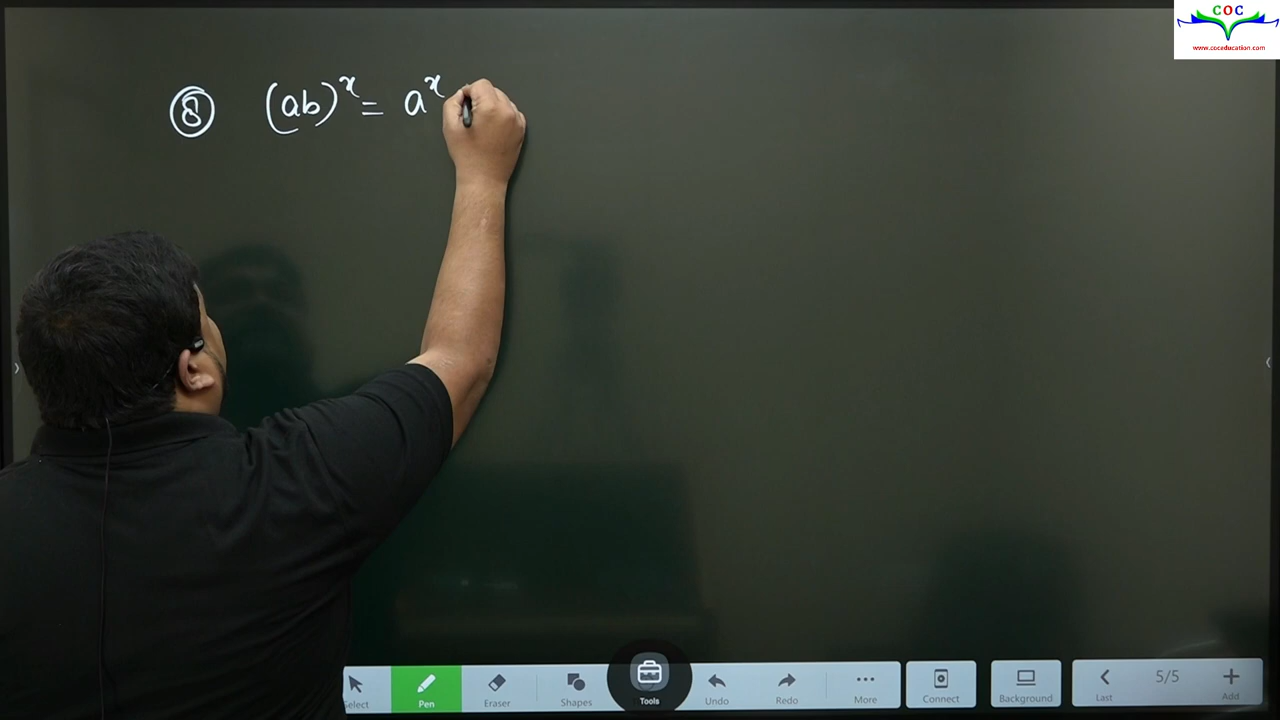 COC
www.coceducation.com
⑧ (ab)^x = a^x
Select Pen Eraser Shapes Tools Undo Redo More Connect Background Last 5/5 Add